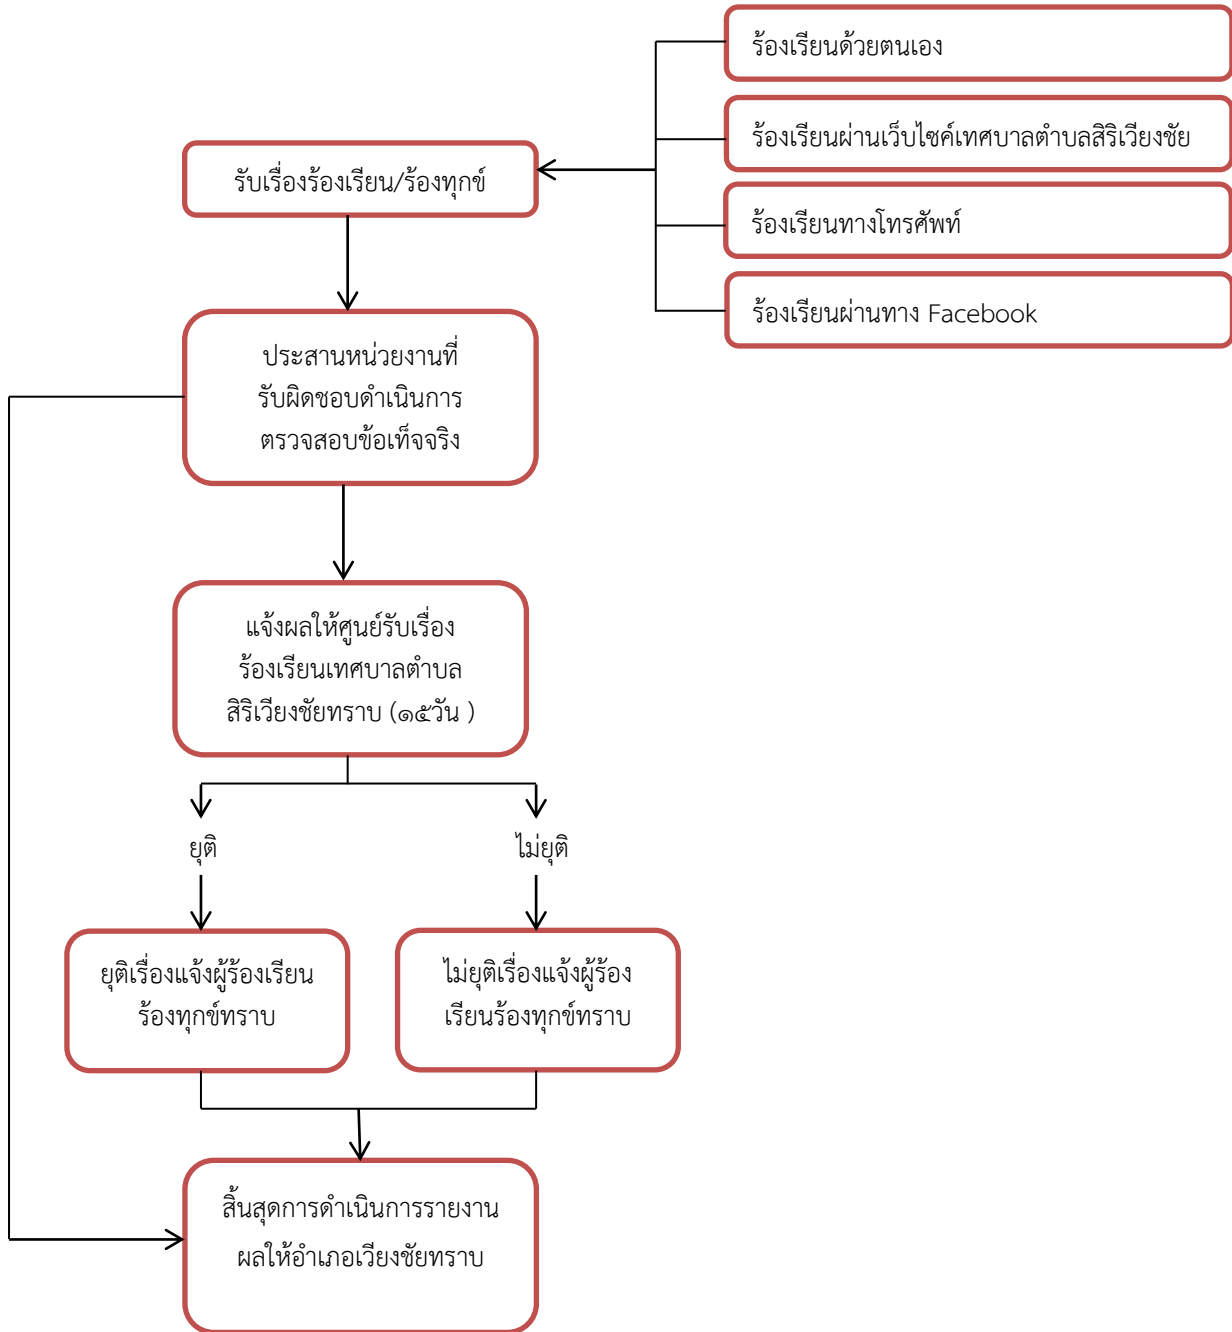 ร้องเรียนด้วยตนเอง
ร้องเรียนผ่านเว็บไซค์เทศบาลตำบลสิริเวียงชัย
รับเรื่องร้องเรียน/ร้องทุกข์
ร้องเรียนทางโทรศัพท์
ร้องเรียนผ่านทาง Facebook
ประสานหน่วยงานที่
รับผิดชอบดำเนินการ
ตรวจสอบข้อเท็จจริง
แจ้งผลให้ศูนย์รับเรื่อง
ร้องเรียนเทศบาลตำบล
สิริเวียงชัยทราบ (๑๕วัน )
ยุติ
ไม่ยุติ
ยุติเรื่องแจ้งผู้ร้องเรียน
ร้องทุกข์ทราบ
ไม่ยุติเรื่องแจ้งผู้ร้อง
เรียนร้องทุกข์ทราบ
สิ้นสุดการดำเนินการรายงาน
ผลให้อำเภอเวียงชัยทราบ